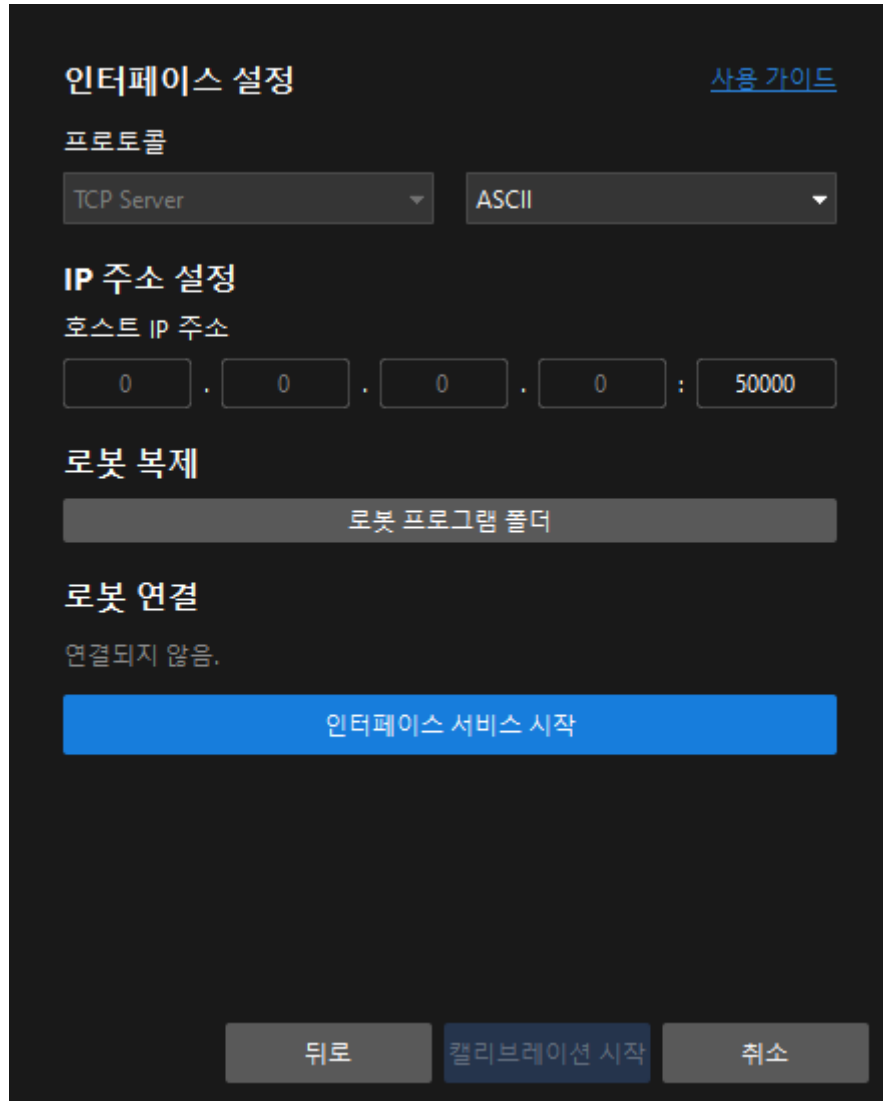 인터페이스 설정 사용 가이드
프로토콜
TCP Server ASCII
IP 주소 설정
호스트 IP 주소
0 . 0 . 0 . 0 : 50000
로봇 복제
로봇 프로그램 폴더
로봇 연결
연결되지 않음.
인터페이스 서비스 시작
뒤로 캘리브레이션 시작 취소